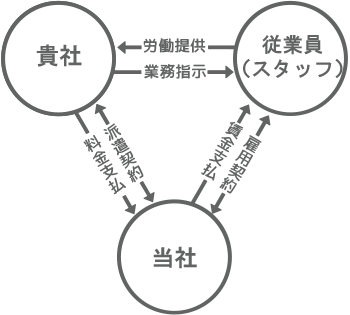 貴社
労働提供
業務指示
従業員
（スタッフ）
派遣契約
料金支払
賃金支払
雇用契約
当社